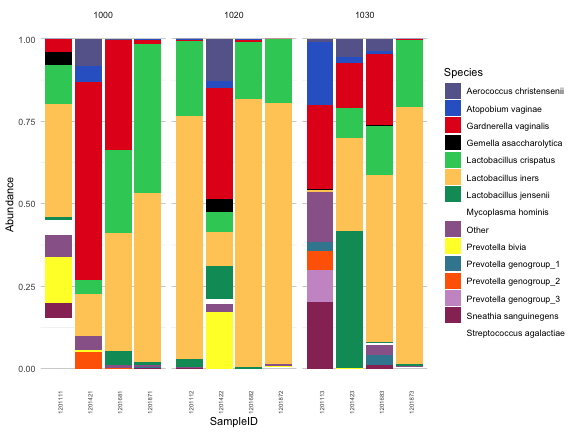 1000 1020 1030
1.00
0.75
0.50
0.25
0.00
Abundance
1201111 1201421 1201681 1201871 1201112 1201422 1201682 1201872 1201113 1201423 1201683 1201873
SampleID
Species
Aerococcus christensenii
Atopobium vaginae
Gardnerella vaginalis
Gemella asaccharolytica
Lactobacillus crispatus
Lactobacillus iners
Lactobacillus jensenii
Mycoplasma hominis
Other
Prevotella bivia
Prevotella genogroup_1
Prevotella genogroup_2
Prevotella genogroup_3
Sneathia sanguinegens
Streptococcus agalactiae